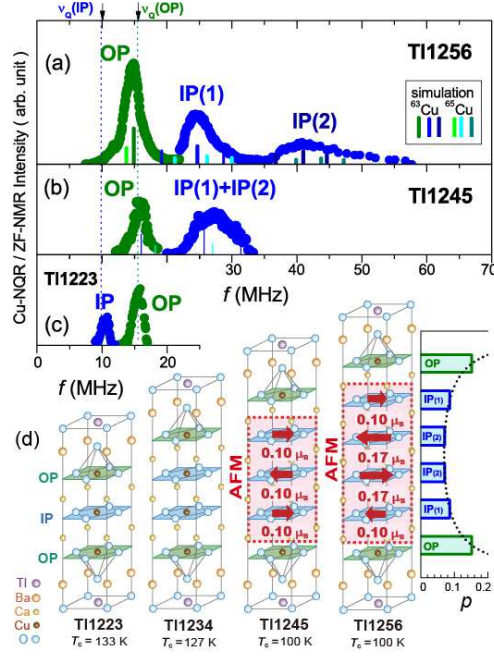 νQ(IP) νQ(OP)
Cu-NQR / ZF-NMR Intensity ( arb. unit )
(a)
OP
IP(1)
IP(2)
Tl1256
simulation
63Cu 65Cu
(b)
OP
IP(1)+IP(2)
Tl1245
0 10 20 30 40 50 60 70
f (MHz)
Tl1223
(c)
IP
OP
0 10 20
f (MHz)
(d)
OP
IP
OP
AFM
0.10
0.10 μB
0.10 μB
AFM
0.10
0.17 μB
0.17 μB
0.10 μB
OP
IP(1)
IP(2)
IP(2)
IP(1)
OP
0 0.1 0.2
p
Tl
Ba
Ca
Cu
O
Tl1223 Tl1234 Tl1245 Tl1256
Tc = 133 K Tc = 127 K Tc = 100 K Tc = 100 K